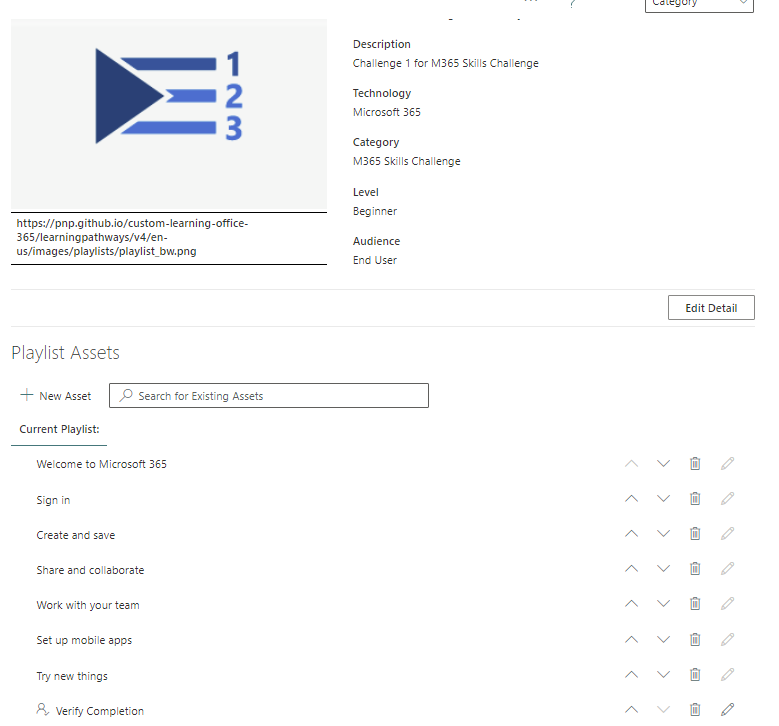 Category
1
2
3
https://pnp.github.io/custom-learning-office-
365/learningpathways/v4/en-
us/images/playlists/playlist_bw.png
Description
Challenge 1 for M365 Skills Challenge
Technology
Microsoft 365
Category
M365 Skills Challenge
Level
Beginner
Audience
End User
Edit Detail
Playlist Assets
New Asset
Search for Existing Assets
Current Playlist:
Welcome to Microsoft 365
Sign in
Create and save
Share and collaborate
Work with your team
Set up mobile apps
Try new things
Verify Completion